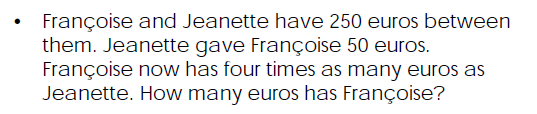 • Françoise and Jeanette have 250 euros between
them. Jeanette gave Françoise 50 euros.
Françoise now has four times as many euros as
Jeanette. How many euros has Françoise?